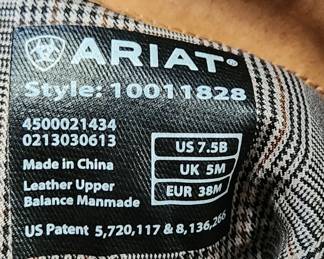 ARIAT®
Style: 10011828
4500021434
0213030613
Made in China
Leather Upper
Balance Manmade
US 7.5B
UK 5M
EUR 38M
US Patent 5,720,117 & 8,136,266